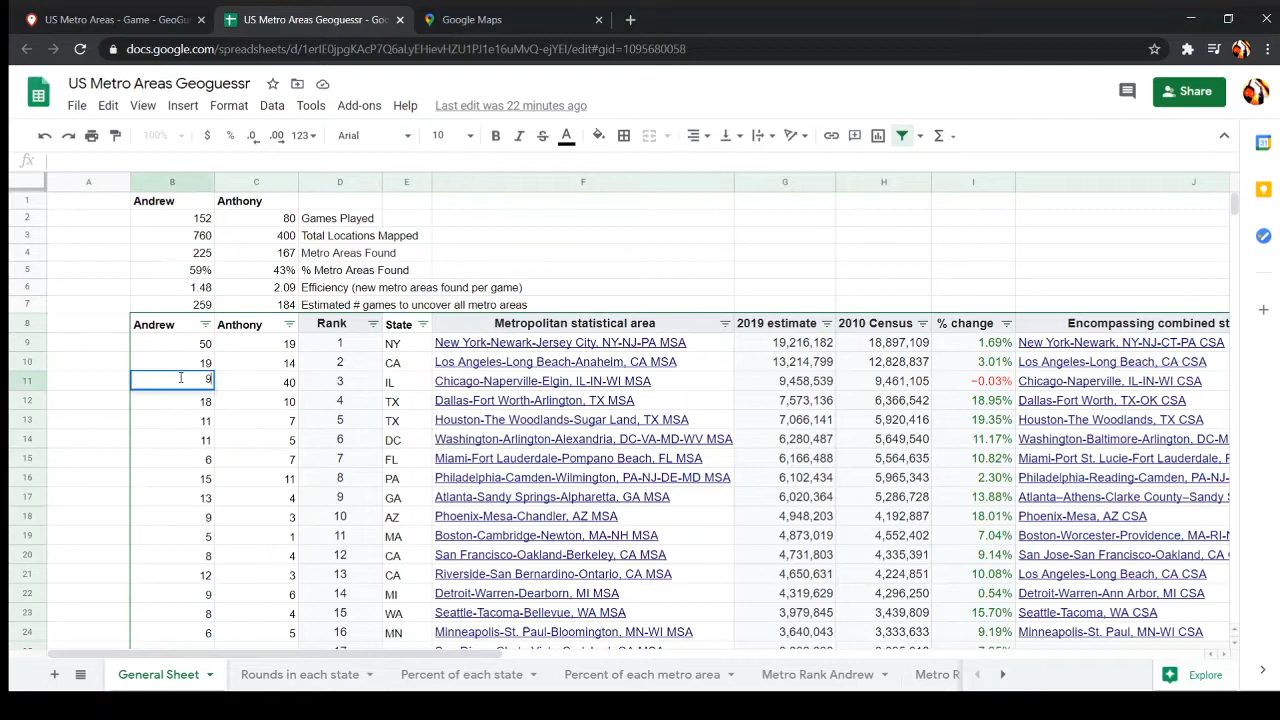 US Metro Areas - Game - GeoGu
US Metro Areas Geoguessr - Goo
Google Maps
docs.google.com/spreadsheets/d/1erIE0jpgKAcP7Q6aLyEHievHZU1PJ1e16uMvQ-ejYEI/edit#gid=1095680058
US Metro Areas Geoguessr
Share
File Edit View Insert Format Data Tools Add-ons Help Last edit was 22 minutes ago
100% $ % .0 .00 123 Arial 10 B I S A
fx
A B C D E F G H I J
1 Andrew Anthony
2 152 80 Games Played
3 760 400 Total Locations Mapped
4 225 167 Metro Areas Found
5 59% 43% % Metro Areas Found
6 1.48 2.09 Efficiency (new metro areas found per game)
7 259 184 Estimated # games to uncover all metro areas
8 Andrew Anthony Rank State Metropolitan statistical area 2019 estimate 2010 Census % change Encompassing combined st
9 50 19 1 NY New York-Newark-Jersey City, NY-NJ-PA MSA 19,216,182 18,897,109 1.69% New York-Newark, NY-NJ-CT-PA CSA
10 19 14 2 CA Los Angeles-Long Beach-Anaheim, CA MSA 13,214,799 12,828,837 3.01% Los Angeles-Long Beach, CA CSA
11 9 40 3 IL Chicago-Naperville-Elgin, IL-IN-WI MSA 9,458,539 9,461,105 −0.03% Chicago-Naperville, IL-IN-WI CSA
12 18 10 4 TX Dallas-Fort Worth-Arlington, TX MSA 7,573,136 6,366,542 18.95% Dallas-Fort Worth, TX-OK CSA
13 11 7 5 TX Houston-The Woodlands-Sugar Land, TX MSA 7,066,141 5,920,416 19.35% Houston-The Woodlands, TX CSA
14 11 5 6 DC Washington-Arlington-Alexandria, DC-VA-MD-WV MSA 6,280,487 5,649,540 11.17% Washington-Baltimore-Arlington, DC-M
15 6 7 7 FL Miami-Fort Lauderdale-Pompano Beach, FL MSA 6,166,488 5,564,635 10.82% Miami-Port St. Lucie-Fort Lauderdale, F
16 15 11 8 PA Philadelphia-Camden-Wilmington, PA-NJ-DE-MD MSA 6,102,434 5,965,343 2.30% Philadelphia-Reading-Camden, PA-NJ-
17 13 4 9 GA Atlanta-Sandy Springs-Alpharetta, GA MSA 6,020,364 5,286,728 13.88% Atlanta–Athens-Clarke County–Sandy S
18 9 3 10 AZ Phoenix-Mesa-Chandler, AZ MSA 4,948,203 4,192,887 18.01% Phoenix-Mesa, AZ CSA
19 5 1 11 MA Boston-Cambridge-Newton, MA-NH MSA 4,873,019 4,552,402 7.04% Boston-Worcester-Providence, MA-RI-N
20 8 4 12 CA San Francisco-Oakland-Berkeley, CA MSA 4,731,803 4,335,391 9.14% San Jose-San Francisco-Oakland, CA
21 12 3 13 CA Riverside-San Bernardino-Ontario, CA MSA 4,650,631 4,224,851 10.08% Los Angeles-Long Beach, CA CSA
22 9 6 14 MI Detroit-Warren-Dearborn, MI MSA 4,319,629 4,296,250 0.54% Detroit-Warren-Ann Arbor, MI CSA
23 8 4 15 WA Seattle-Tacoma-Bellevue, WA MSA 3,979,845 3,439,809 15.70% Seattle-Tacoma, WA CSA
24 6 5 16 MN Minneapolis-St. Paul-Bloomington, MN-WI MSA 3,640,043 3,333,633 9.19% Minneapolis-St. Paul, MN-WI CSA
General Sheet Rounds in each state Percent of each state Percent of each metro area Metro Rank Andrew Metro R Explore